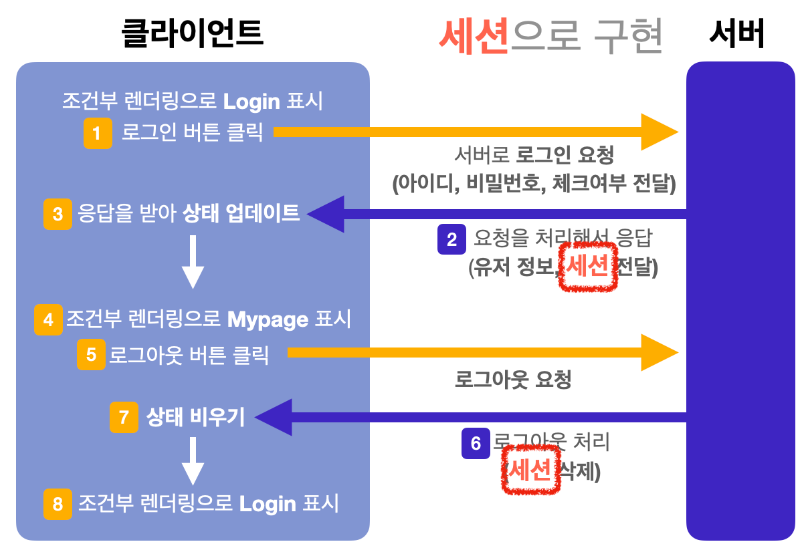 클라이언트
세션으로 구현
서버
조건부 렌더링으로 Login 표시
1 로그인 버튼 클릭
서버로 로그인 요청
(아이디, 비밀번호, 체크여부 전달)
3 응답을 받아 상태 업데이트
2 요청을 처리해서 응답
(유저 정보, 세션 전달)
4 조건부 렌더링으로 Mypage 표시
5 로그아웃 버튼 클릭
로그아웃 요청
7 상태 비우기
6 로그아웃 처리
(세션 삭제)
8 조건부 렌더링으로 Login 표시